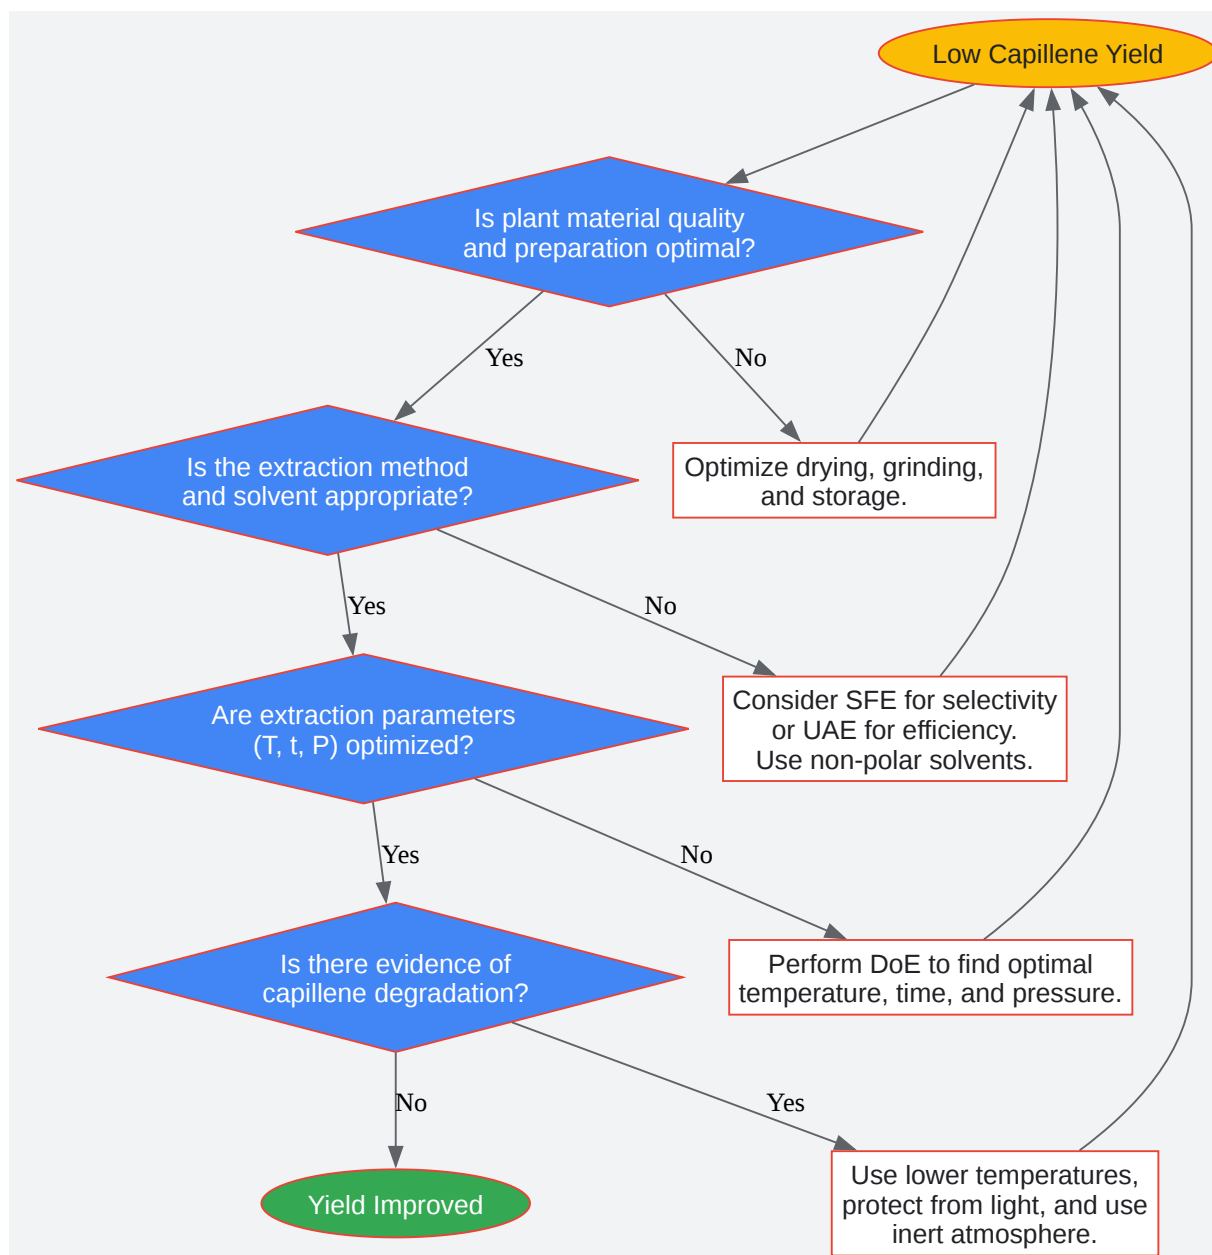 Low Capillene Yield
Is plant material quality
and preparation optimal?
Yes
No
Is the extraction method
and solvent appropriate?
Optimize drying, grinding,
and storage.
Yes
No
Are extraction parameters
(T, t, P) optimized?
Consider SFE for selectivity
or UAE for efficiency.
Use non-polar solvents.
Yes
No
Is there evidence of
capillene degradation?
Perform DoE to find optimal
temperature, time, and pressure.
No
Yes
Yield Improved
Use lower temperatures,
protect from light, and use
inert atmosphere.